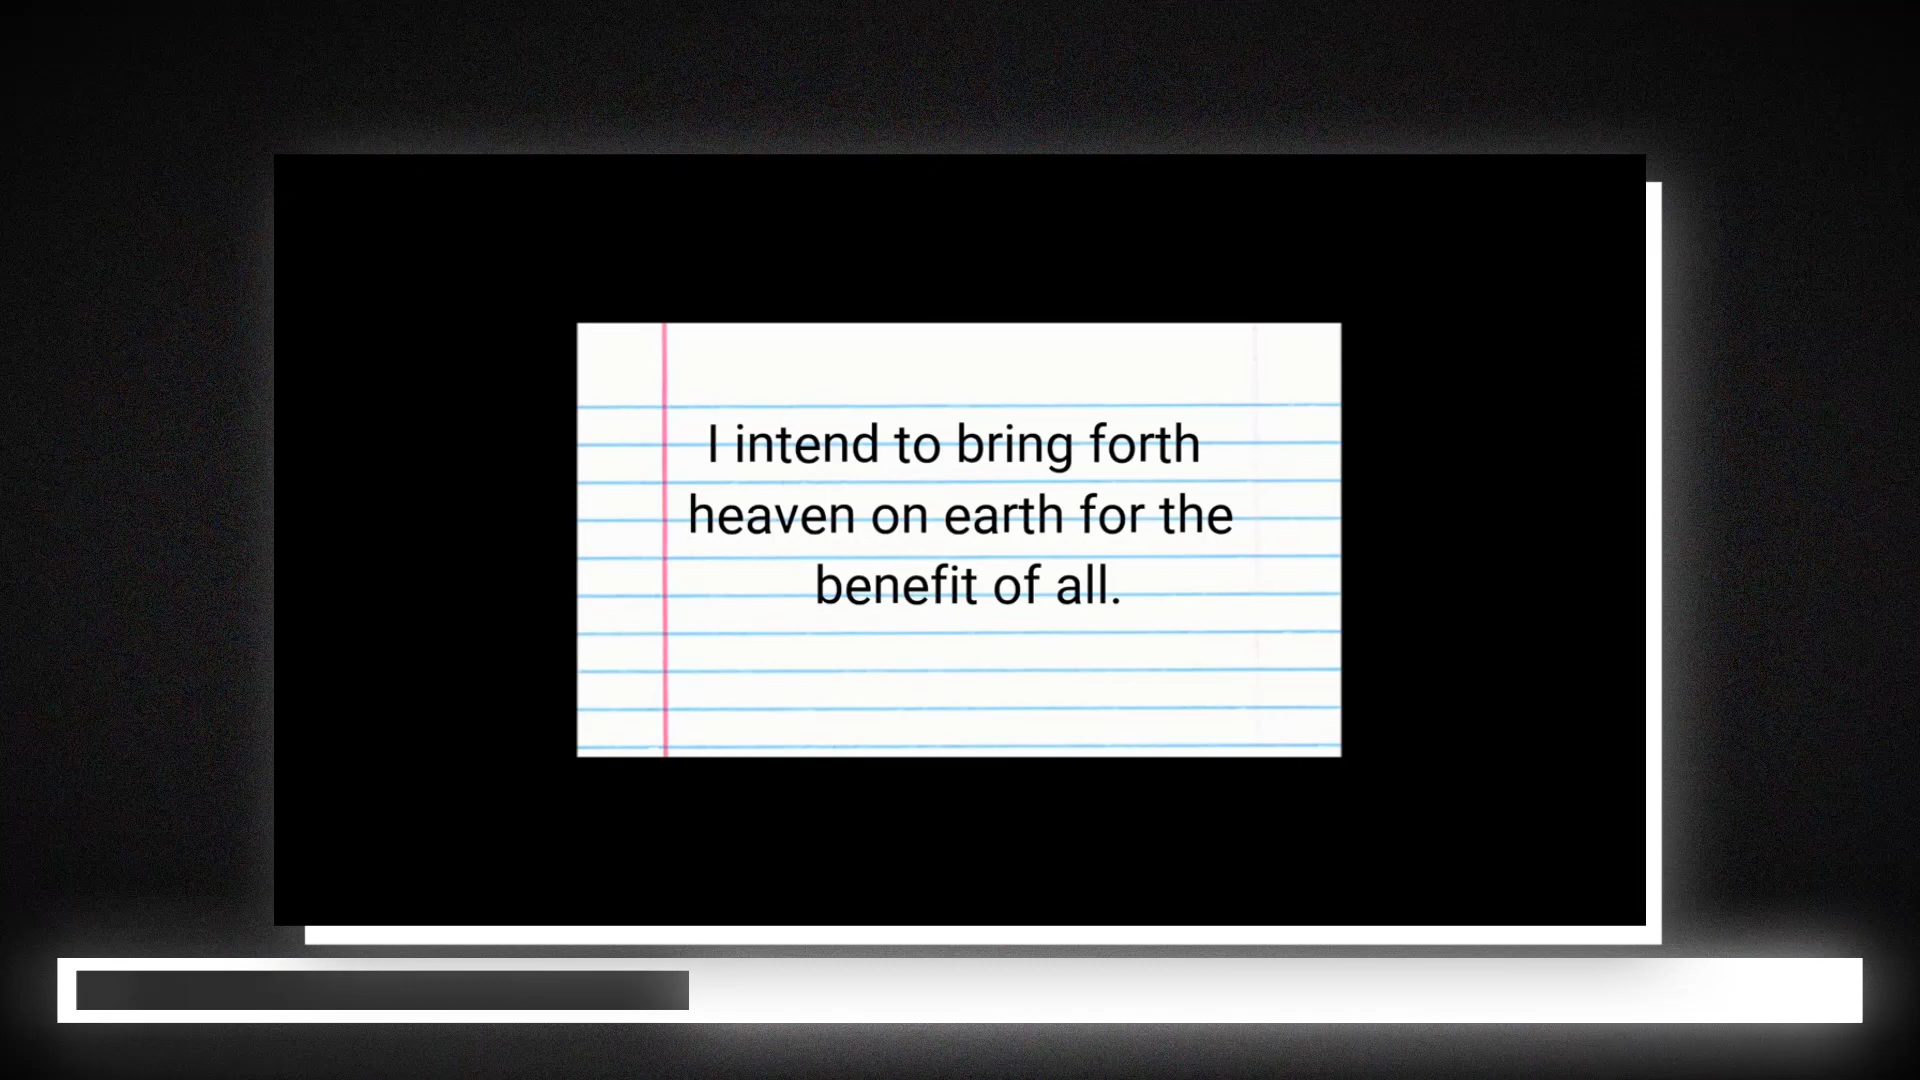 I intend to bring forth
heaven on earth for the
benefit of all.